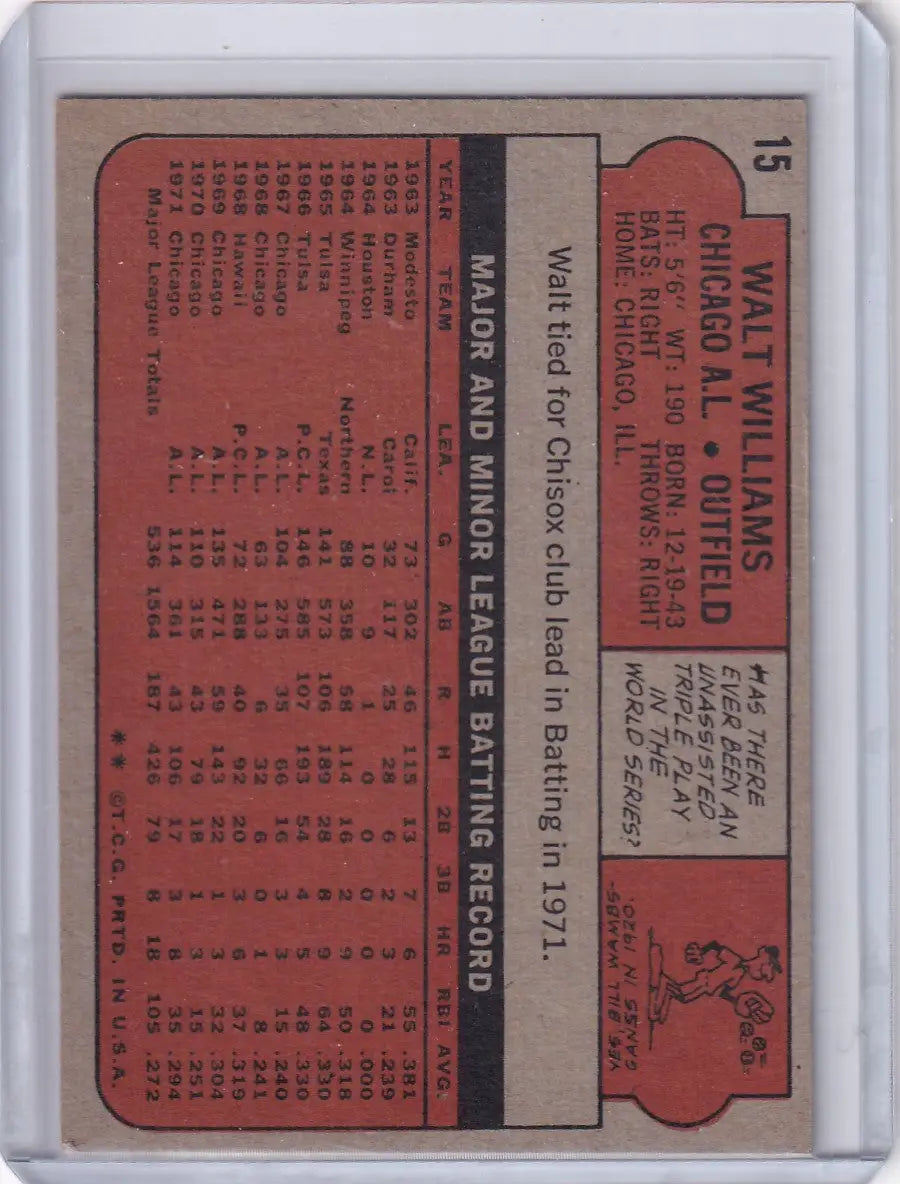 15
WALT WILLIAMS
CHICAGO A.L. • OUTFIELD
HT: 5'6" WT: 190 BORN: 12-19-43
BATS: RIGHT THROWS: RIGHT
HOME: CHICAGO, ILL.
HAS THERE
EVER BEEN AN
UNASSISTED
TRIPLE PLAY
IN THE
WORLD SERIES?
YES BILL WAMBS-
GANSS IN 1920.
Walt tied for Chisox club lead in Batting in 1971.
MAJOR AND MINOR LEAGUE BATTING RECORD
YEAR TEAM LEA. G AB R H 2B 3B HR RBI AVG.
1963 Modesto Calif. 73 302 46 115 13 7 6 55 .381
1963 Durham Carol 32 117 25 28 6 2 3 21 .239
1964 Houston N.L. 10 9 1 0 0 0 0 0 .000
1964 Winnipeg Northern 88 358 58 114 16 2 9 50 .318
1965 Tulsa Texas 141 573 106 189 28 8 9 64 .330
1966 Tulsa P.C.L. 146 585 107 193 54 4 5 48 .330
1967 Chicago A.L. 104 275 35 66 16 3 3 15 .240
1968 Chicago A.L. 63 133 6 32 6 0 1 8 .241
1968 Hawaii P.C.L. 72 288 40 92 20 3 6 37 .319
1969 Chicago A.L. 135 471 59 143 22 1 3 32 .304
1970 Chicago A.L. 110 315 43 79 18 1 3 15 .251
1971 Chicago A.L. 114 361 43 106 17 3 8 35 .294
Major League Totals 536 1564 187 426 79 8 18 105 .272
** ©T.C.G. PRTD. IN U.S.A.